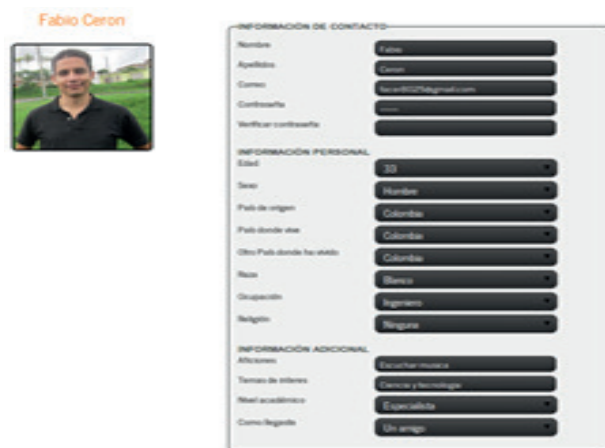 Fabio Ceron
INFORMACIÓN DE CONTACTO
Nombre Fabio
Apellidos Ceron
Correo
Contraseña
Verificar contraseña
INFORMACIÓN PERSONAL
Edad 33
Sexo Hombre
País de origen Colombia
País donde vive Colombia
Otro País donde ha vivido Colombia
Raza Blanco
Ocupación Ingeniero
Religión Ninguna
INFORMACIÓN ADICIONAL
Aficiones Escuchar musica
Temas de interes Ciencia y tecnologia
Nivel académico Especialista
Como llegaste Un amigo